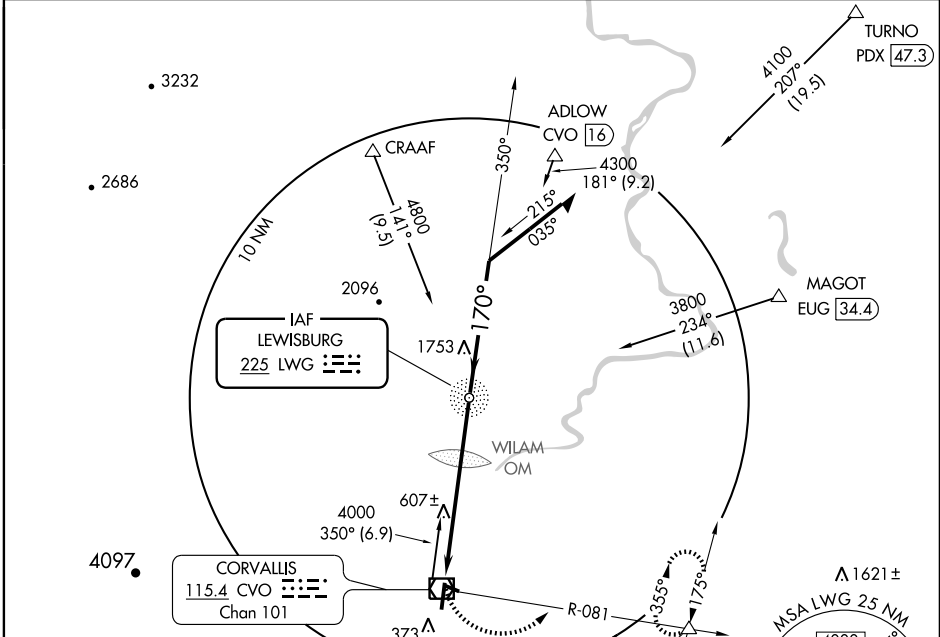 TURNO
PDX 47.3
4100
207°
(19.5)
3232
ADLOW
CVO 16
CRAAF
350°
4300
181° (9.2)
2686
4800
141°
(9.5)
215°
035°
10 NM
2096
170°
MAGOT
EUG 34.4
3800
234°
(11.6)
IAF
LEWISBURG
225 LWG
1753
WILAM
OM
607±
4000
350° (6.9)
4097
CORVALLIS
115.4 CVO
Chan 101
355°
175°
1621±
R-081
MSA LWG 25 NM
373